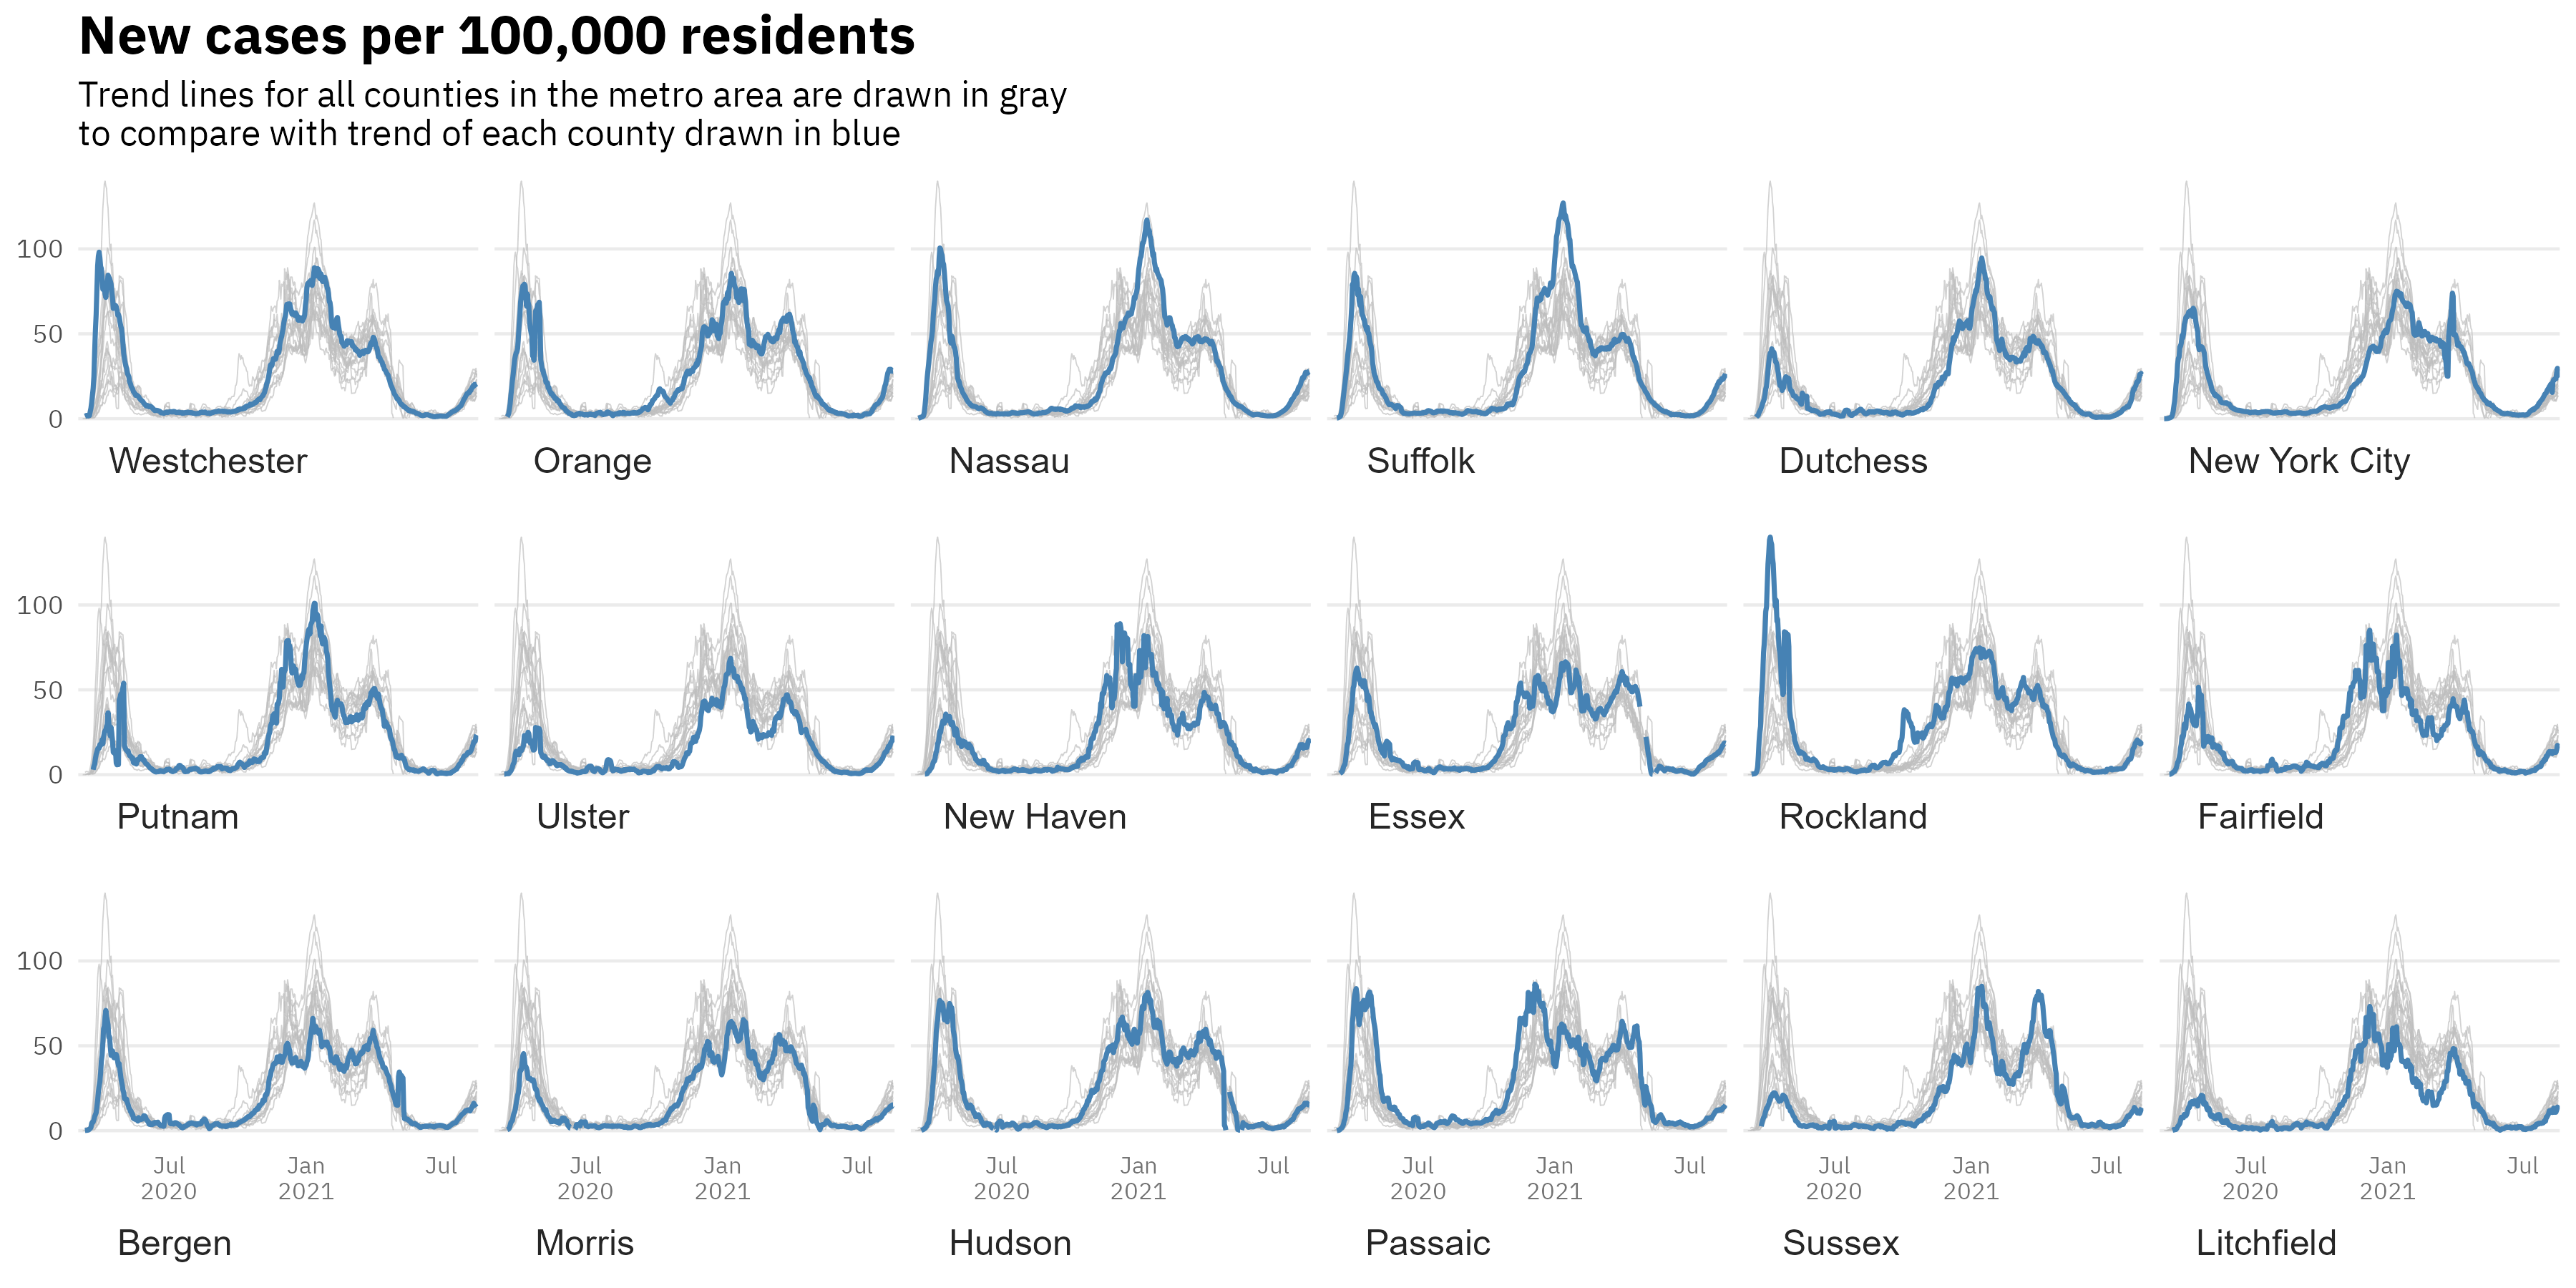 New cases per 100,000 residents
Trend lines for all counties in the metro area are drawn in gray
to compare with trend of each county drawn in blue
100
50
0
Westchester Orange Nassau Suffolk Dutchess New York City
100
50
0
Putnam Ulster New Haven Essex Rockland Fairfield
100
50
0
Jul Jan Jul Jul Jan Jul Jul Jan Jul Jul Jan Jul Jul Jan Jul Jul Jan Jul
2020 2021 2020 2021 2020 2021 2020 2021 2020 2021 2020 2021
Bergen Morris Hudson Passaic Sussex Litchfield